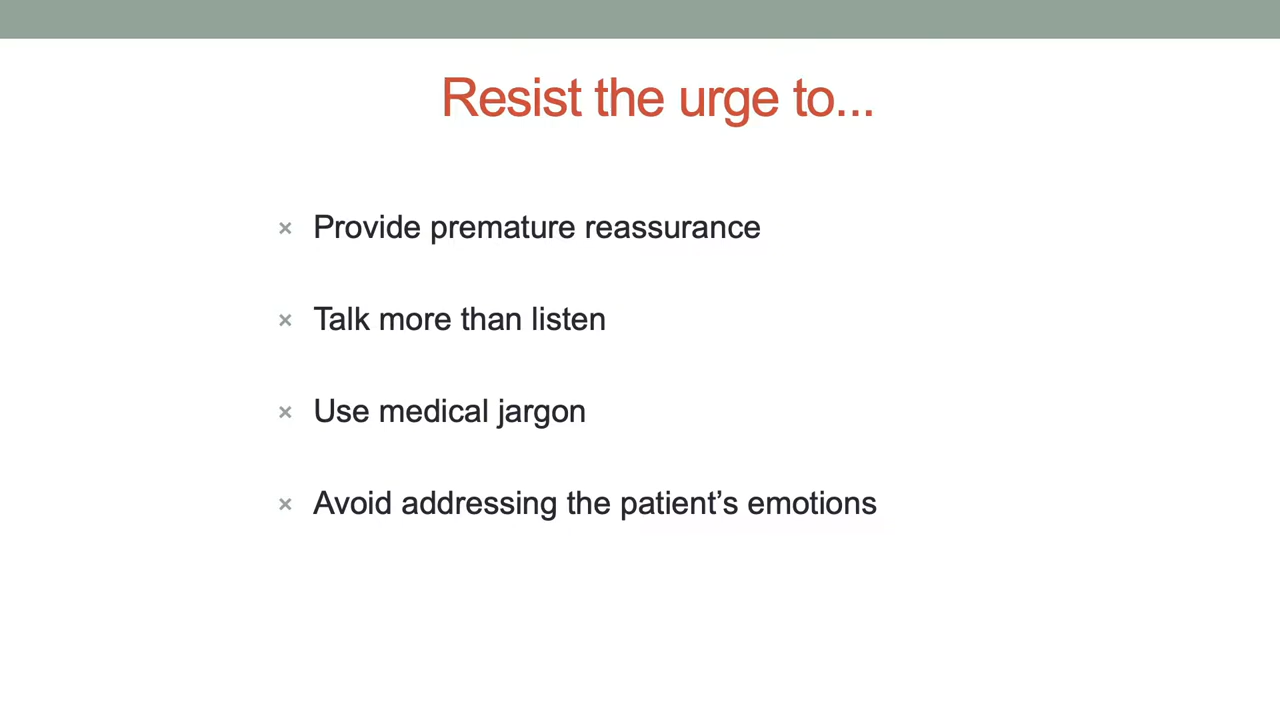 Resist the urge to...
× Provide premature reassurance
× Talk more than listen
× Use medical jargon
× Avoid addressing the patient’s emotions